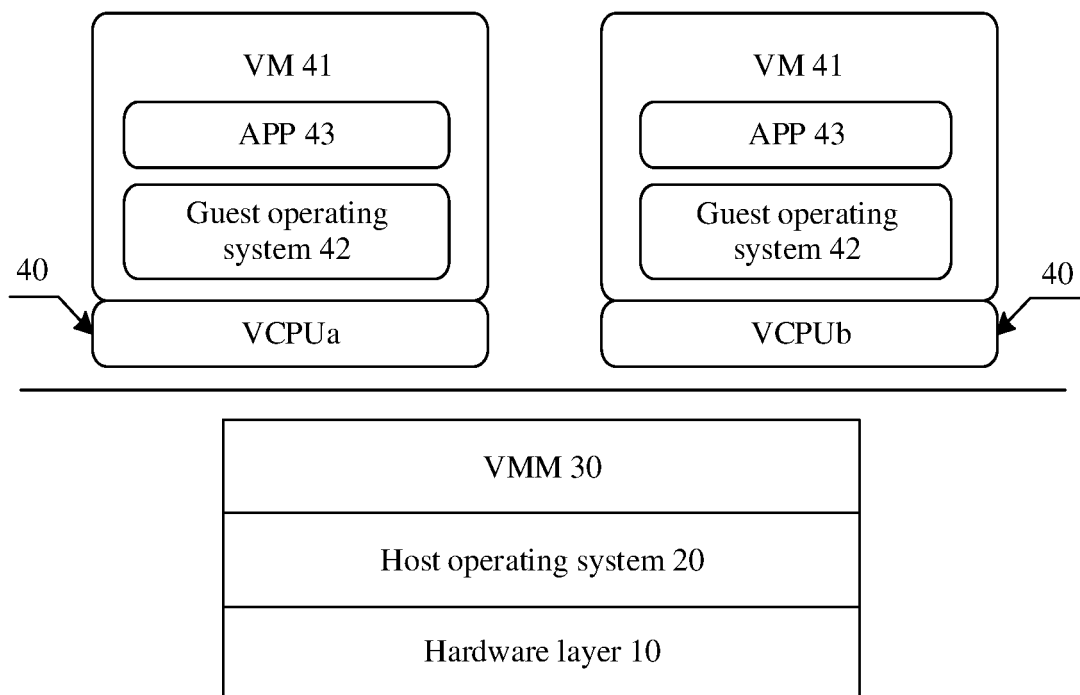 VM 41
VM 41
APP 43
APP 43
Guest operating
system 42
Guest operating
system 42
40
40
VCPUa
VCPUb
VMM 30
Host operating system 20
Hardware layer 10